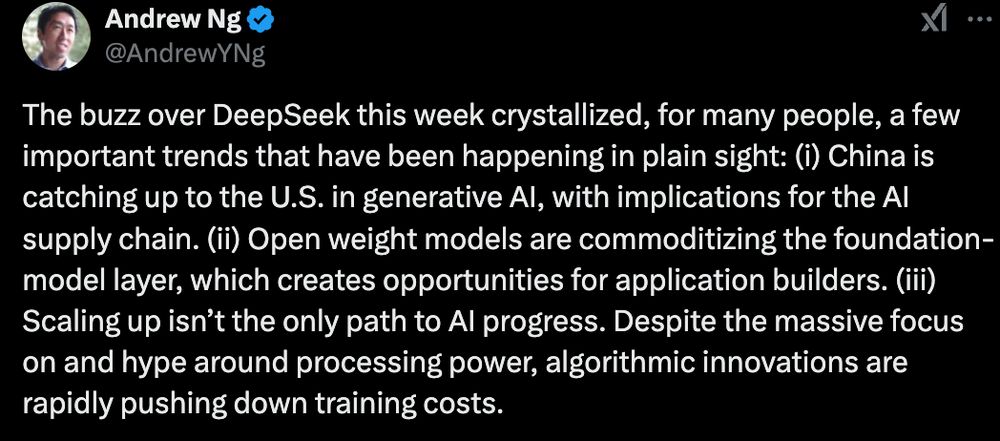 Andrew Ng
@AndrewYNg
The buzz over DeepSeek this week crystallized, for many people, a few
important trends that have been happening in plain sight: (i) China is
catching up to the U.S. in generative AI, with implications for the AI
supply chain. (ii) Open weight models are commoditizing the foundation-
model layer, which creates opportunities for application builders. (iii)
Scaling up isn’t the only path to AI progress. Despite the massive focus
on and hype around processing power, algorithmic innovations are
rapidly pushing down training costs.